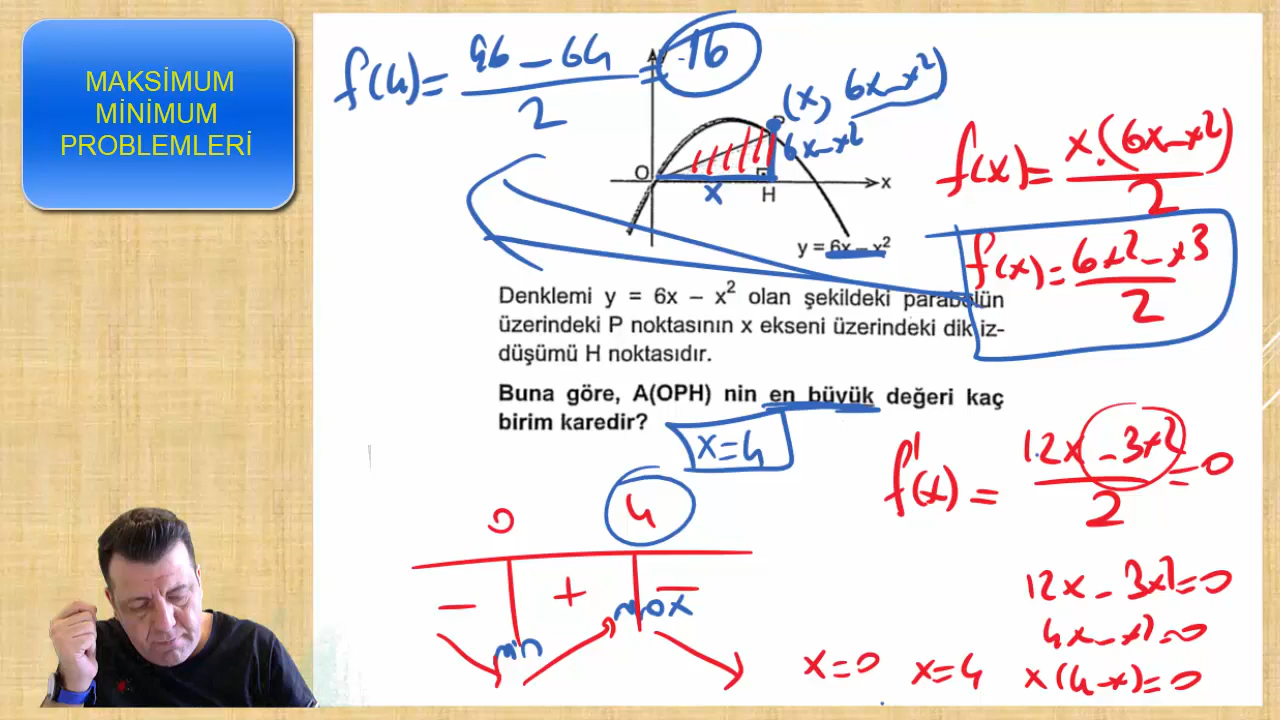 MAKSİMUM
MİNİMUM
PROBLEMLERİ
f(4) = 96 - 64 / 2 = 16
(x, 6x-x²)
P
6x-x²
O
x
H
x
y = 6x – x²
f(x) = x.(6x-x²) / 2
f(x) = 6x² - x³ / 2
Denklemi y = 6x – x² olan şekildeki parabolün
üzerindeki P noktasının x ekseni üzerindeki dik iz-
düşümü H noktasıdır.
Buna göre, A(OPH) nin en büyük değeri kaç
birim karedir?
x=4
f'(x) = 12x - 3x² / 2 = 0
0 4
- + -
min max
12x - 3x² = 0
4x - x² = 0
x(4-x) = 0
x=0 x=4